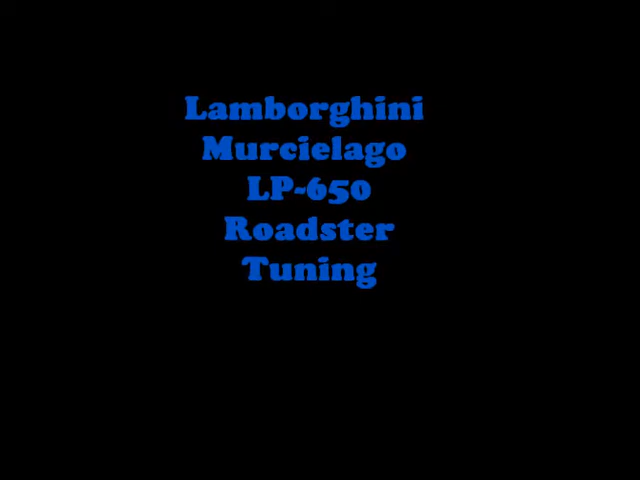 Lamborghini
Murcielago
LP-650
Roadster
Tuning